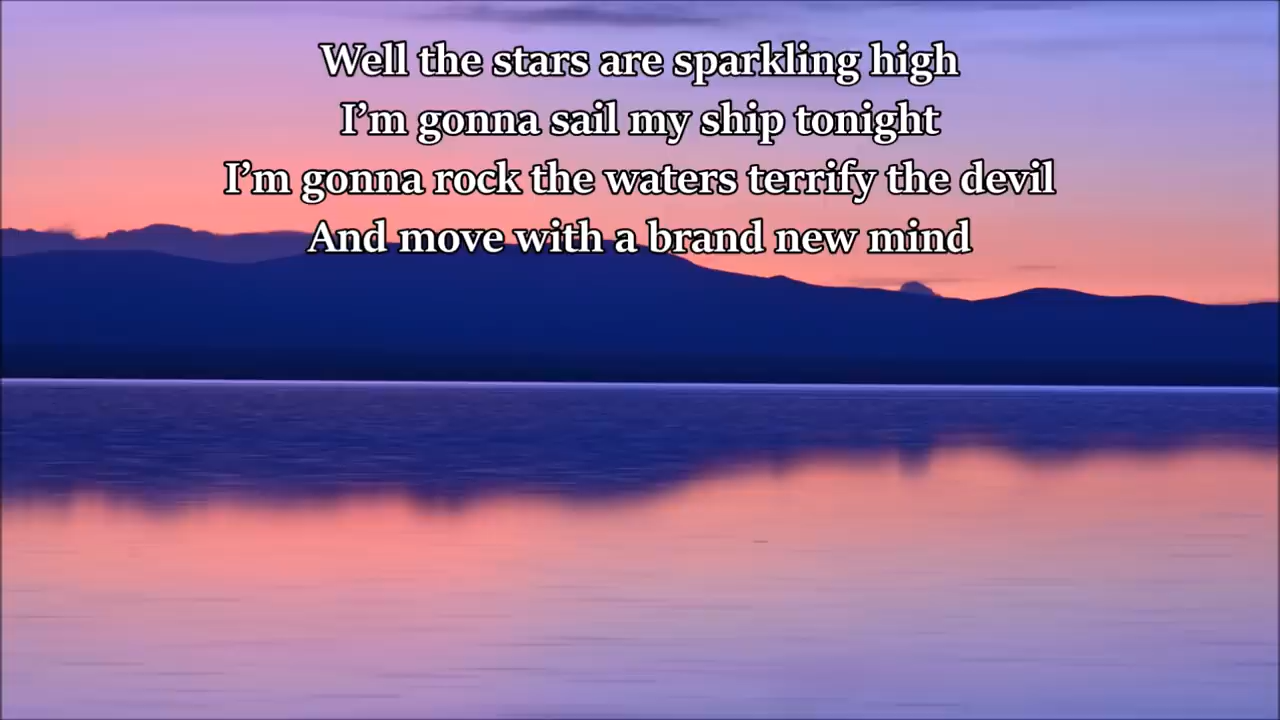 Well the stars are sparkling high
I’m gonna sail my ship tonight
I’m gonna rock the waters terrify the devil
And move with a brand new mind